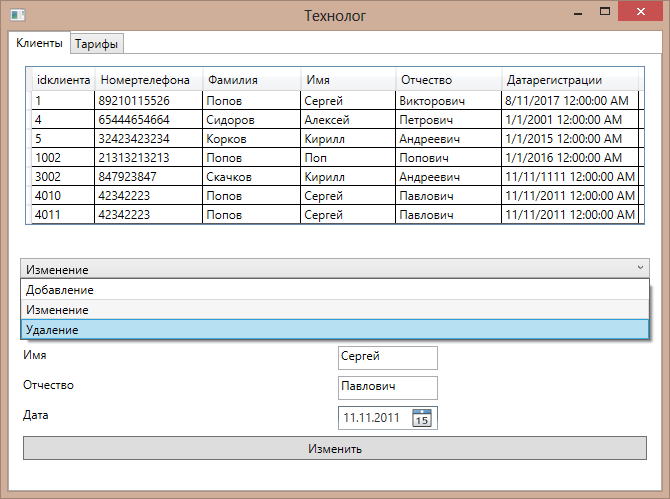 Технолог
Клиенты Тарифы
idклиента Номертелефона Фамилия Имя Отчество Датарегистрации
1 89210115526 Попов Сергей Викторович 8/11/2017 12:00:00 AM
4 65444654664 Сидоров Алексей Петрович 1/1/2001 12:00:00 AM
5 32423423234 Корков Кирилл Андреевич 1/1/2015 12:00:00 AM
1002 21313213213 Попов Поп Попович 1/1/2016 12:00:00 AM
3002 847923847 Скачков Кирилл Андреевич 11/11/1111 12:00:00 AM
4010 42342223 Попов Сергей Павлович 11/11/2011 12:00:00 AM
4011 42342223 Попов Сергей Павлович 11/11/2011 12:00:00 AM
Изменение
Добавление
Изменение
Удаление
Имя Сергей
Отчество Павлович
Дата 11.11.2011 15
Изменить